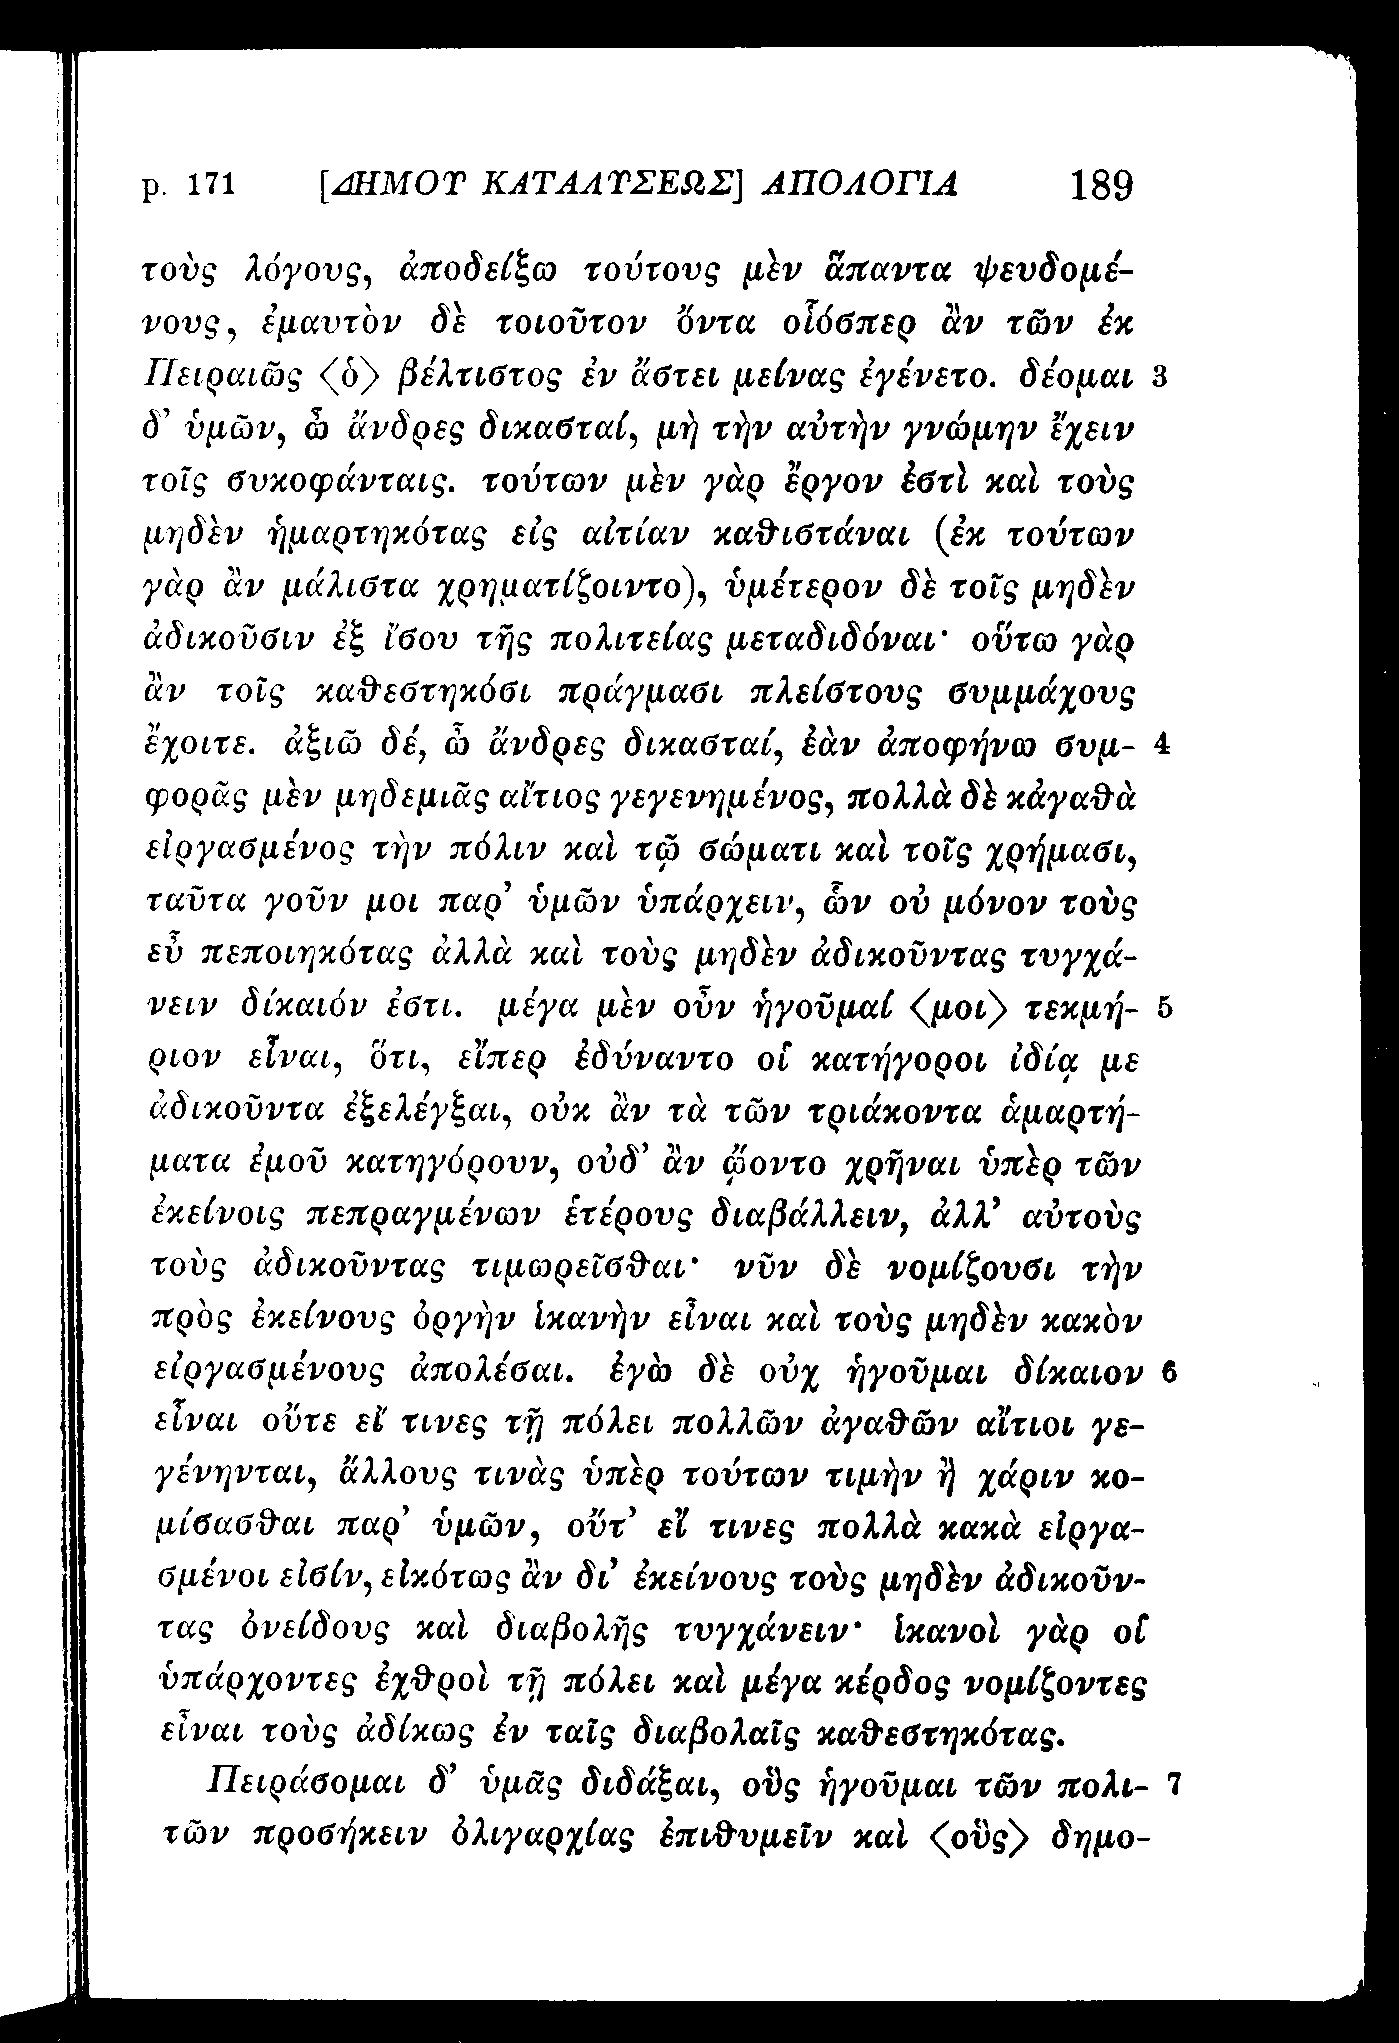 p. 171 [ΔΗΜΟΥ ΚΑΤΑΛΥΣΕΩΣ] ΑΠΟΛΟΓΙΑ 189
τοὺς λόγους, ἀποδείξω τούτους μὲν ἅπαντα ψευδομέ-
νους, ἐμαυτὸν δὲ τοιοῦτον ὄντα οἷόσπερ ἂν τῶν ἐκ
Πειραιῶς <ὁ> βέλτιστος ἐν ἄστει μείνας ἐγένετο. δέομαι 3
δ’ ὑμῶν, ὦ ἄνδρες δικασταί, μὴ τὴν αὐτὴν γνώμην ἔχειν
τοῖς συκοφάνταις. τούτων μὲν γὰρ ἔργον ἐστὶ καὶ τοὺς
μηδὲν ἡμαρτηκότας εἰς αἰτίαν καθιστάναι (ἐκ τούτων
γὰρ ἂν μάλιστα χρηματίζοιντο), ὑμέτερον δὲ τοῖς μηδὲν
ἀδικοῦσιν ἐξ ἴσου τῆς πολιτείας μεταδιδόναι· οὕτω γὰρ
ἂν τοῖς καθεστηκόσι πράγμασι πλείστους συμμάχους
ἔχοιτε. ἀξιῶ δέ, ὦ ἄνδρες δικασταί, ἐὰν ἀποφήνω συμ- 4
φορᾶς μὲν μηδεμιᾶς αἴτιος γεγενημένος, πολλὰ δὲ κἀγαθὰ
εἰργασμένος τὴν πόλιν καὶ τῷ σώματι καὶ τοῖς χρήμασι,
ταῦτα γοῦν μοι παρ’ ὑμῶν ὑπάρχειν, ὧν οὐ μόνον τοὺς
εὖ πεποιηκότας ἀλλὰ καὶ τοὺς μηδὲν ἀδικοῦντας τυγχά-
νειν δίκαιόν ἐστι. μέγα μὲν οὖν ἡγοῦμαί <μοι> τεκμή- 5
ριον εἶναι, ὅτι, εἴπερ ἐδύναντο οἱ κατήγοροι ἰδίᾳ με
ἀδικοῦντα ἐξελέγξαι, οὐκ ἂν τὰ τῶν τριάκοντα ἁμαρτή-
ματα ἐμοῦ κατηγόρουν, οὐδ’ ἂν ᾤοντο χρῆναι ὑπὲρ τῶν
ἐκείνοις πεπραγμένων ἑτέρους διαβάλλειν, ἀλλ’ αὐτοὺς
τοὺς ἀδικοῦντας τιμωρεῖσθαι· νῦν δὲ νομίζουσι τὴν
πρὸς ἐκείνους ὀργὴν ἱκανὴν εἶναι καὶ τοὺς μηδὲν κακὸν
εἰργασμένους ἀπολέσαι. ἐγὼ δὲ οὐχ ἡγοῦμαι δίκαιον 6
εἶναι οὔτε εἴ τινες τῇ πόλει πολλῶν ἀγαθῶν αἴτιοι γε-
γένηνται, ἄλλους τινὰς ὑπὲρ τούτων τιμὴν ἢ χάριν κο-
μίσασθαι παρ’ ὑμῶν, οὔτ’ εἴ τινες πολλὰ κακὰ εἰργα-
σμένοι εἰσίν, εἰκότως ἂν δι’ ἐκείνους τοὺς μηδὲν ἀδικοῦν-
τας ὀνείδους καὶ διαβολῆς τυγχάνειν· ἱκανοὶ γὰρ οἱ
ὑπάρχοντες ἐχθροὶ τῇ πόλει καὶ μέγα κέρδος νομίζοντες
εἶναι τοὺς ἀδίκως ἐν ταῖς διαβολαῖς καθεστηκότας.
Πειράσομαι δ’ ὑμᾶς διδάξαι, οὓς ἡγοῦμαι τῶν πολι- 7
τῶν προσήκειν ὀλιγαρχίας ἐπιθυμεῖν καὶ <οὓς> δημο-